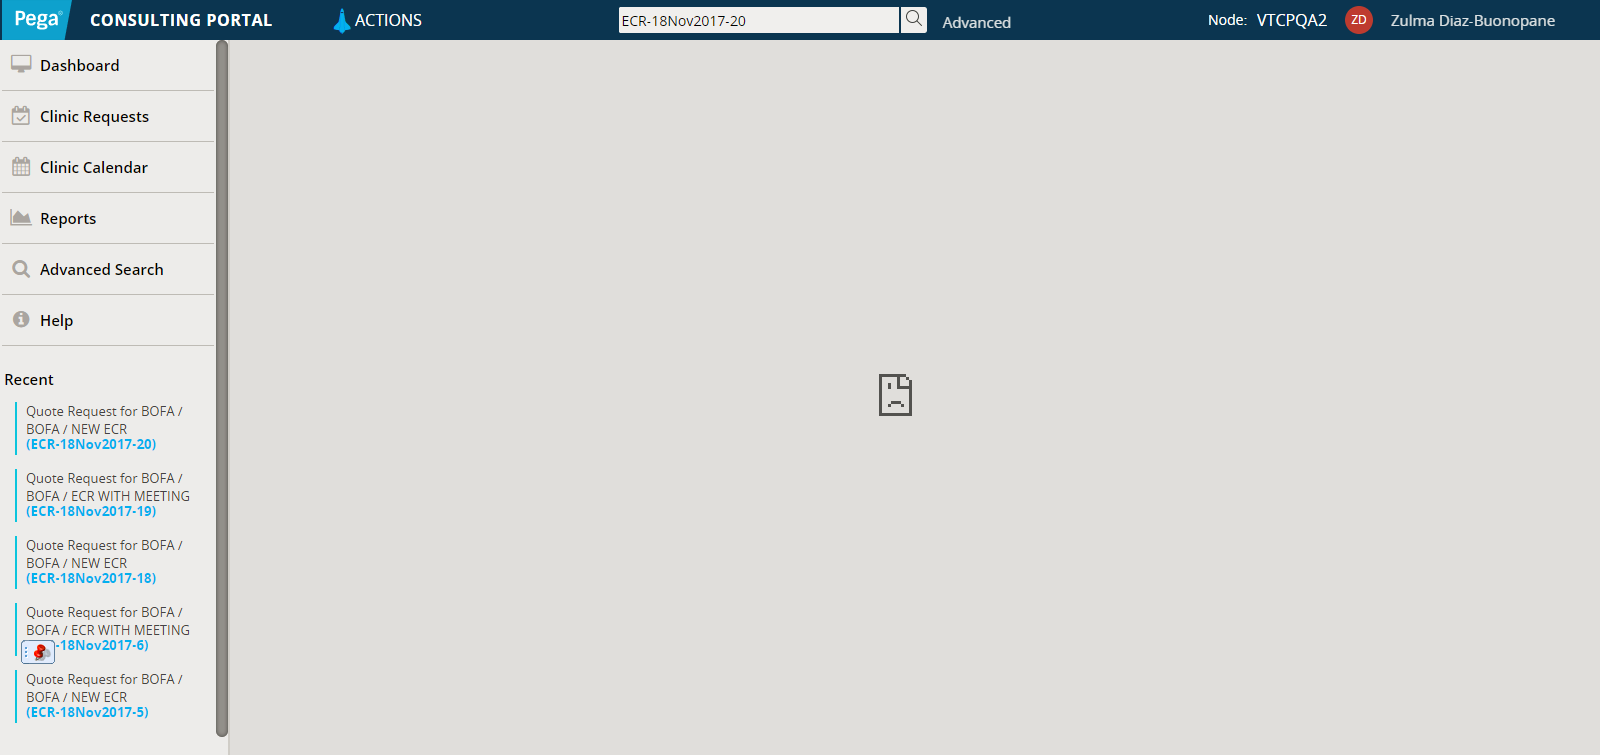 Pega CONSULTING PORTAL ACTIONS ECR-18Nov2017-20 Advanced Node: VTCPQA2 ZD Zulma Diaz-Buonopane
Dashboard
Clinic Requests
Clinic Calendar
Reports
Advanced Search
Help
Recent
Quote Request for BOFA /
BOFA / NEW ECR
(ECR-18Nov2017-20)
Quote Request for BOFA /
BOFA / ECR WITH MEETING
(ECR-18Nov2017-19)
Quote Request for BOFA /
BOFA / NEW ECR
(ECR-18Nov2017-18)
Quote Request for BOFA /
BOFA / ECR WITH MEETING
-18Nov2017-6)
Quote Request for BOFA /
BOFA / NEW ECR
(ECR-18Nov2017-5)